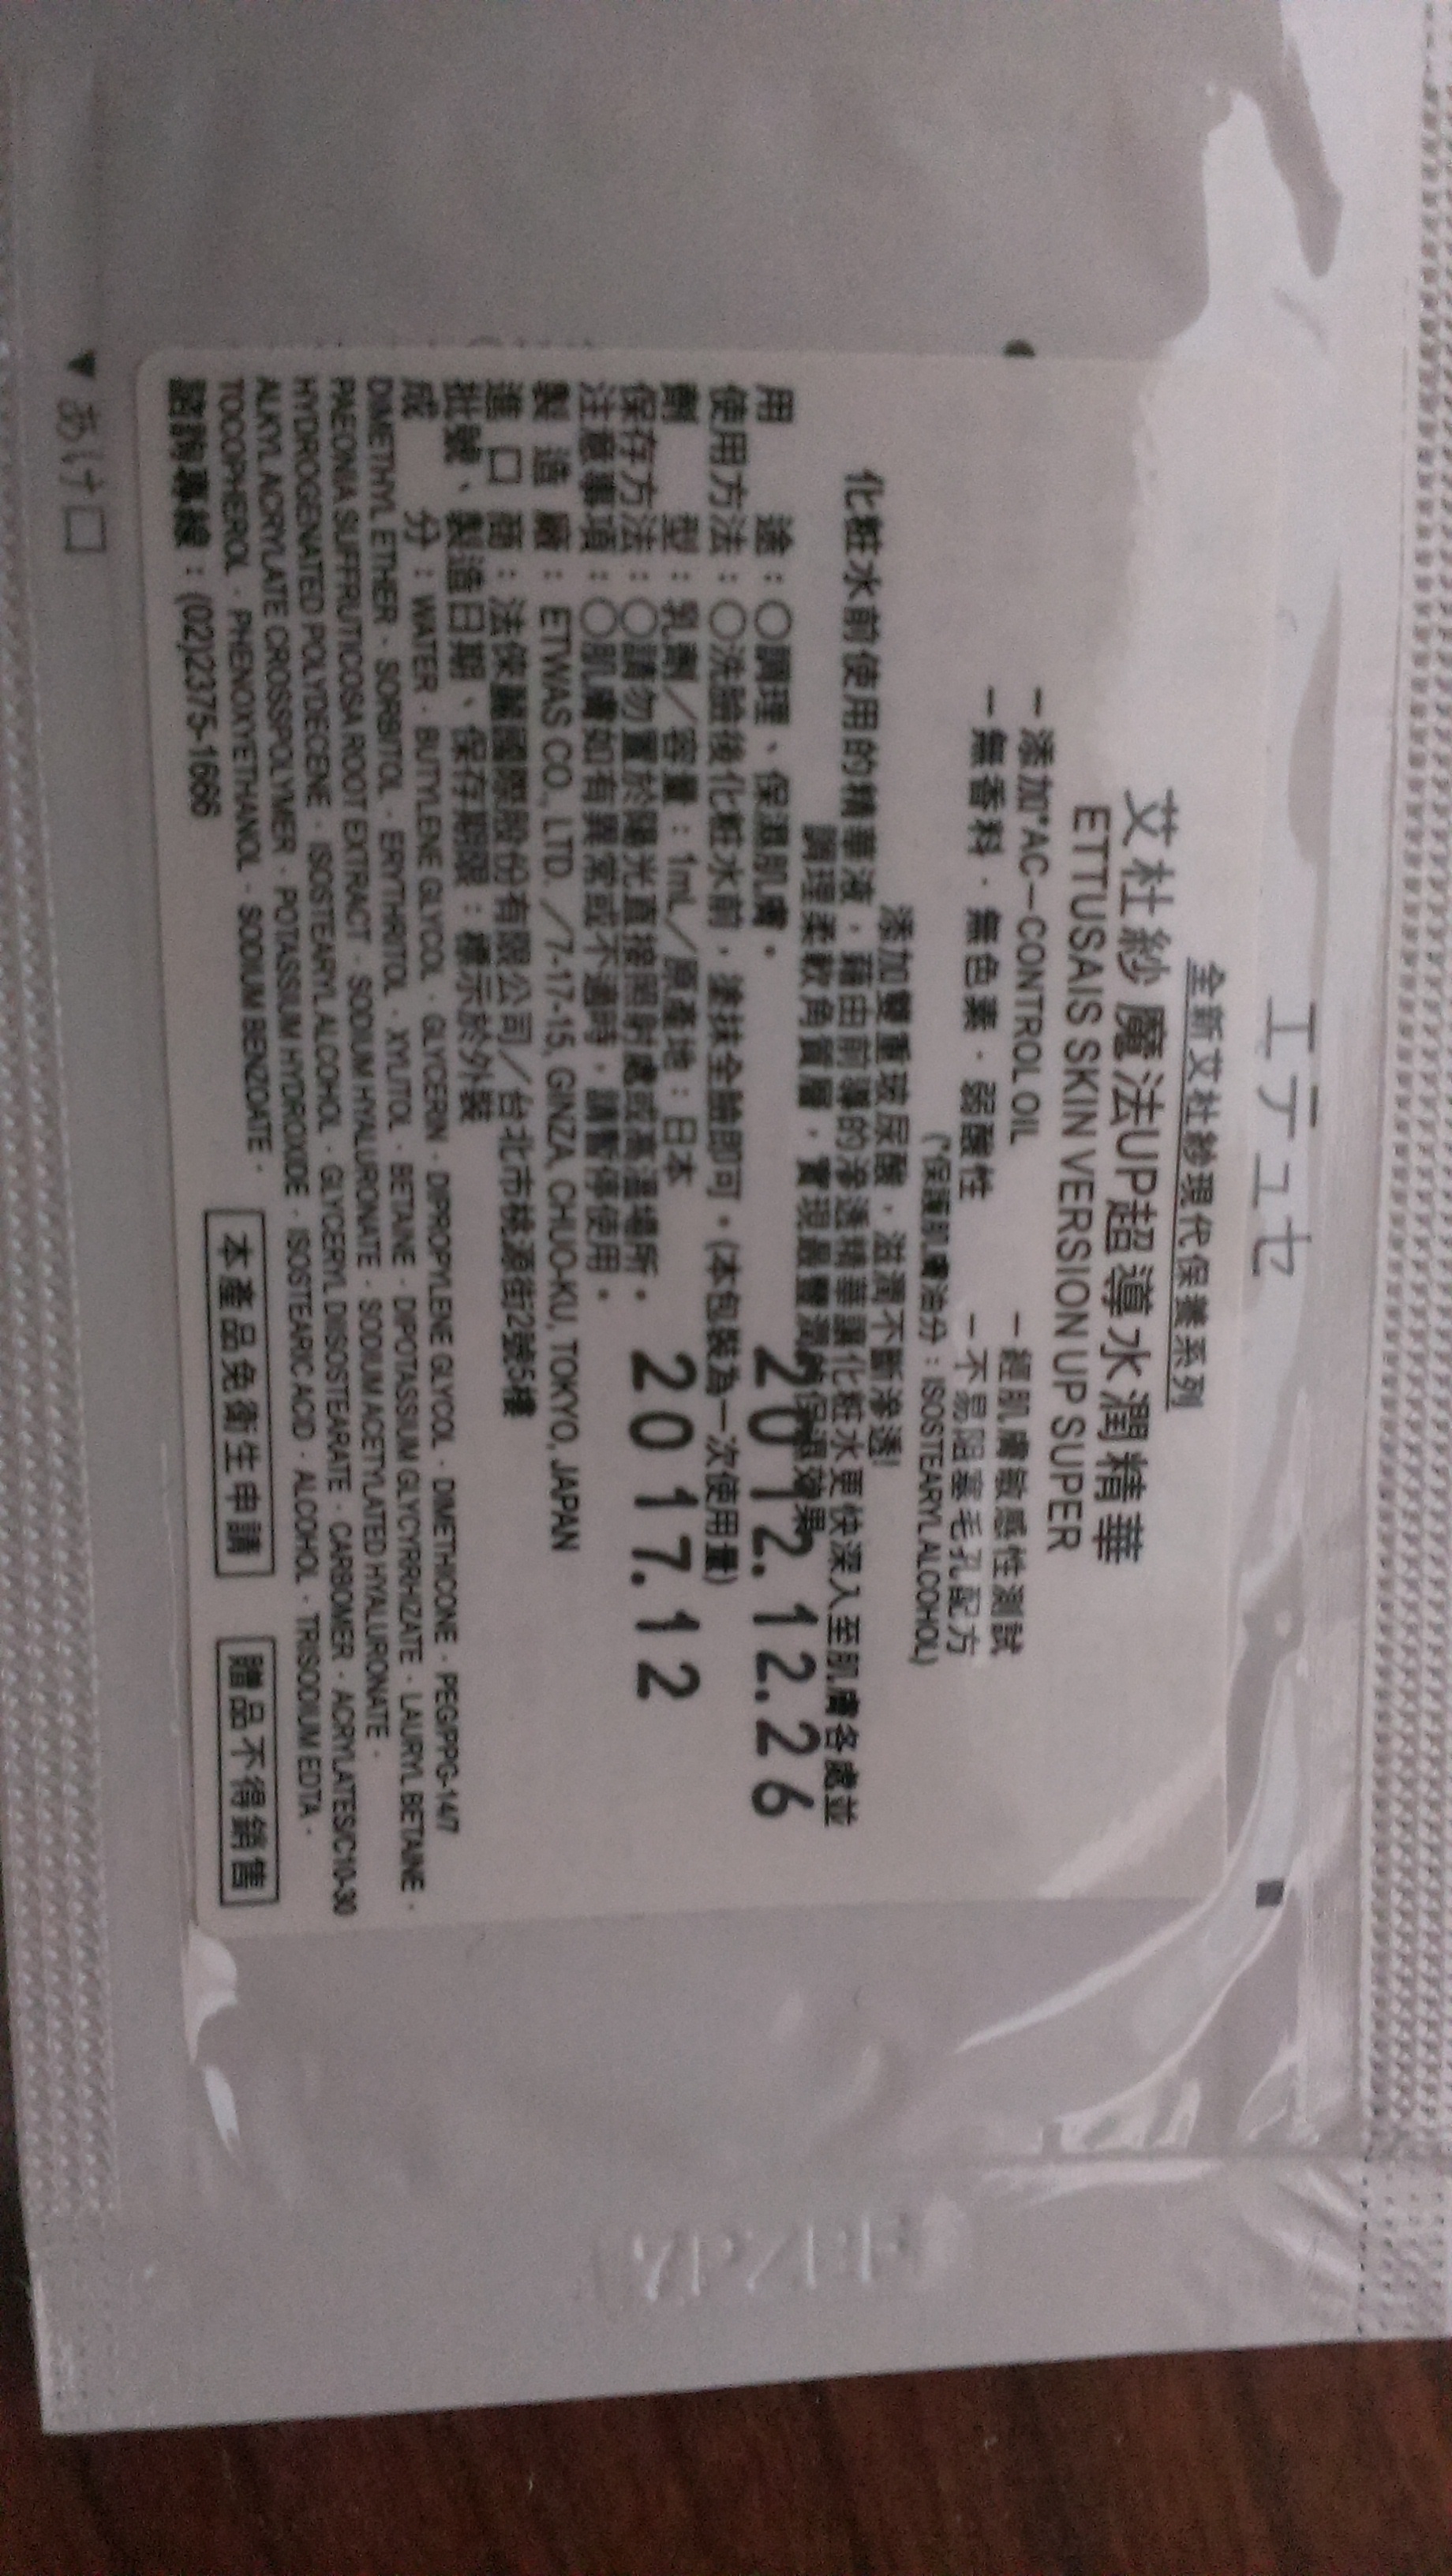 エテュセ
全新艾杜紗現代保養系列
艾杜紗 魔法UP超導水潤精華
ETTUSAIS SKIN VERSION UP SUPER
－添加*AC－CONTROL OIL
－經肌膚敏感性測試
－無香料．無色素．弱酸性
－不易阻塞毛孔配方
(*保護肌膚油分：ISOSTEARYL ALCOHOL)
添加雙重玻尿酸，滋潤不斷滲透!
化粧水前使用的精華液，藉由前導的滲透精華讓化粧水更快深入至肌膚各處並
調理柔軟角質層，實現最豐潤的保濕效果
用 途：○調理、保濕肌膚。
2012.12.26
使用方法：○洗臉後化粧水前，塗抹全臉即可。(本包裝為一次使用量)
劑 型：乳劑／容量：1mL／原產地：日本
2017.12
保存方法：○請勿置於陽光直接照射處或高溫場所。
注意事項：○肌膚如有異常或不適時，請暫停使用。
製 造 廠：ETWAS CO., LTD.／7-17-15, GINZA, CHUO-KU, TOKYO, JAPAN
進 口 商：法保麗國際股份有限公司／台北市桃源街2號5樓
批號、製造日期、保存期限：標示於外裝
成 分：WATER．BUTYLENE GLYCOL．GLYCERIN．DIPROPYLENE GLYCOL．DIMETHICONE．PEG/PPG-14/7
DIMETHYL ETHER．SORBITOL．ERYTHRITOL．XYLITOL．BETAINE．DIPOTASSIUM GLYCYRRHIZATE．LAURYL BETAINE．
PAEONIA SUFFRUTICOSA ROOT EXTRACT．SODIUM HYALURONATE．SODIUM ACETYLATED HYALURONATE．
HYDROGENATED POLYDECENE．ISOSTEARYL ALCOHOL．GLYCERYL DIISOSTEARATE．CARBOMER．ACRYLATES/C10-30
ALKYL ACRYLATE CROSSPOLYMER．POTASSIUM HYDROXIDE．ISOSTEARIC ACID．ALCOHOL．TRISODIUM EDTA．
TOCOPHEROL．PHENOXYETHANOL．SODIUM BENZOATE．
諮詢專線：(02)2375-1666
本產品免衛生申請
贈品不得銷售
▲あけ口